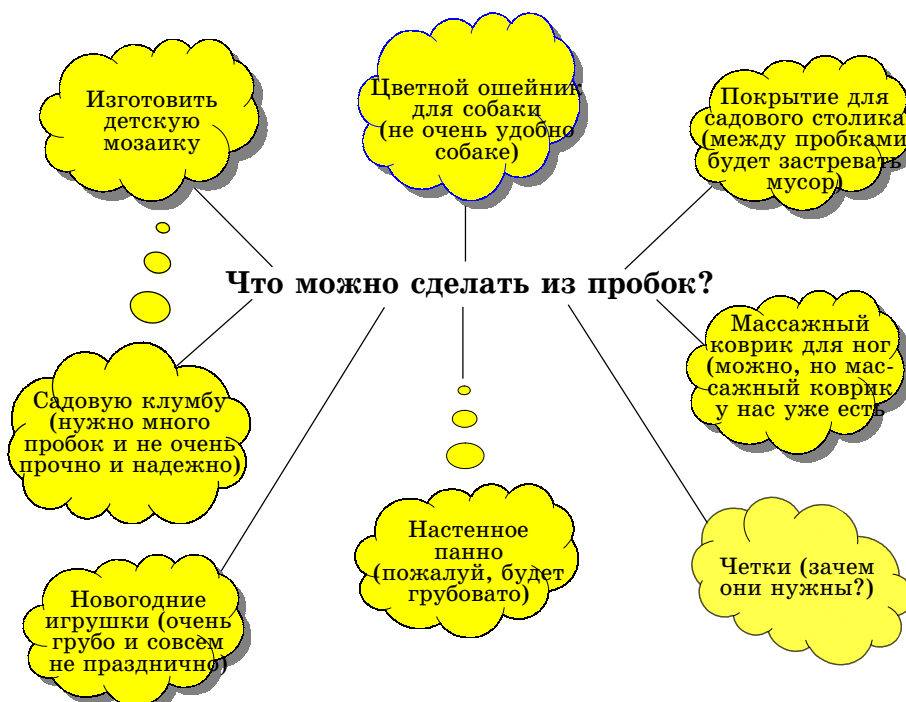 Изготовить
детскую
мозаику
Цветной ошейник
для собаки
(не очень удобно
собаке)
Покрытие для
садового столика
(между пробками
будет застревать
мусор)
Что можно сделать из пробок?
Садовую клумбу
(нужно много
пробок и не очень
прочно и надежно)
Массажный
коврик для ног
(можно, но мас-
сажный коврик
у нас уже есть
Новогодние
игрушки (очень
грубо и совсем
не празднично)
Настенное
панно
(пожалуй, будет
грубовато)
Четки (зачем
они нужны?)